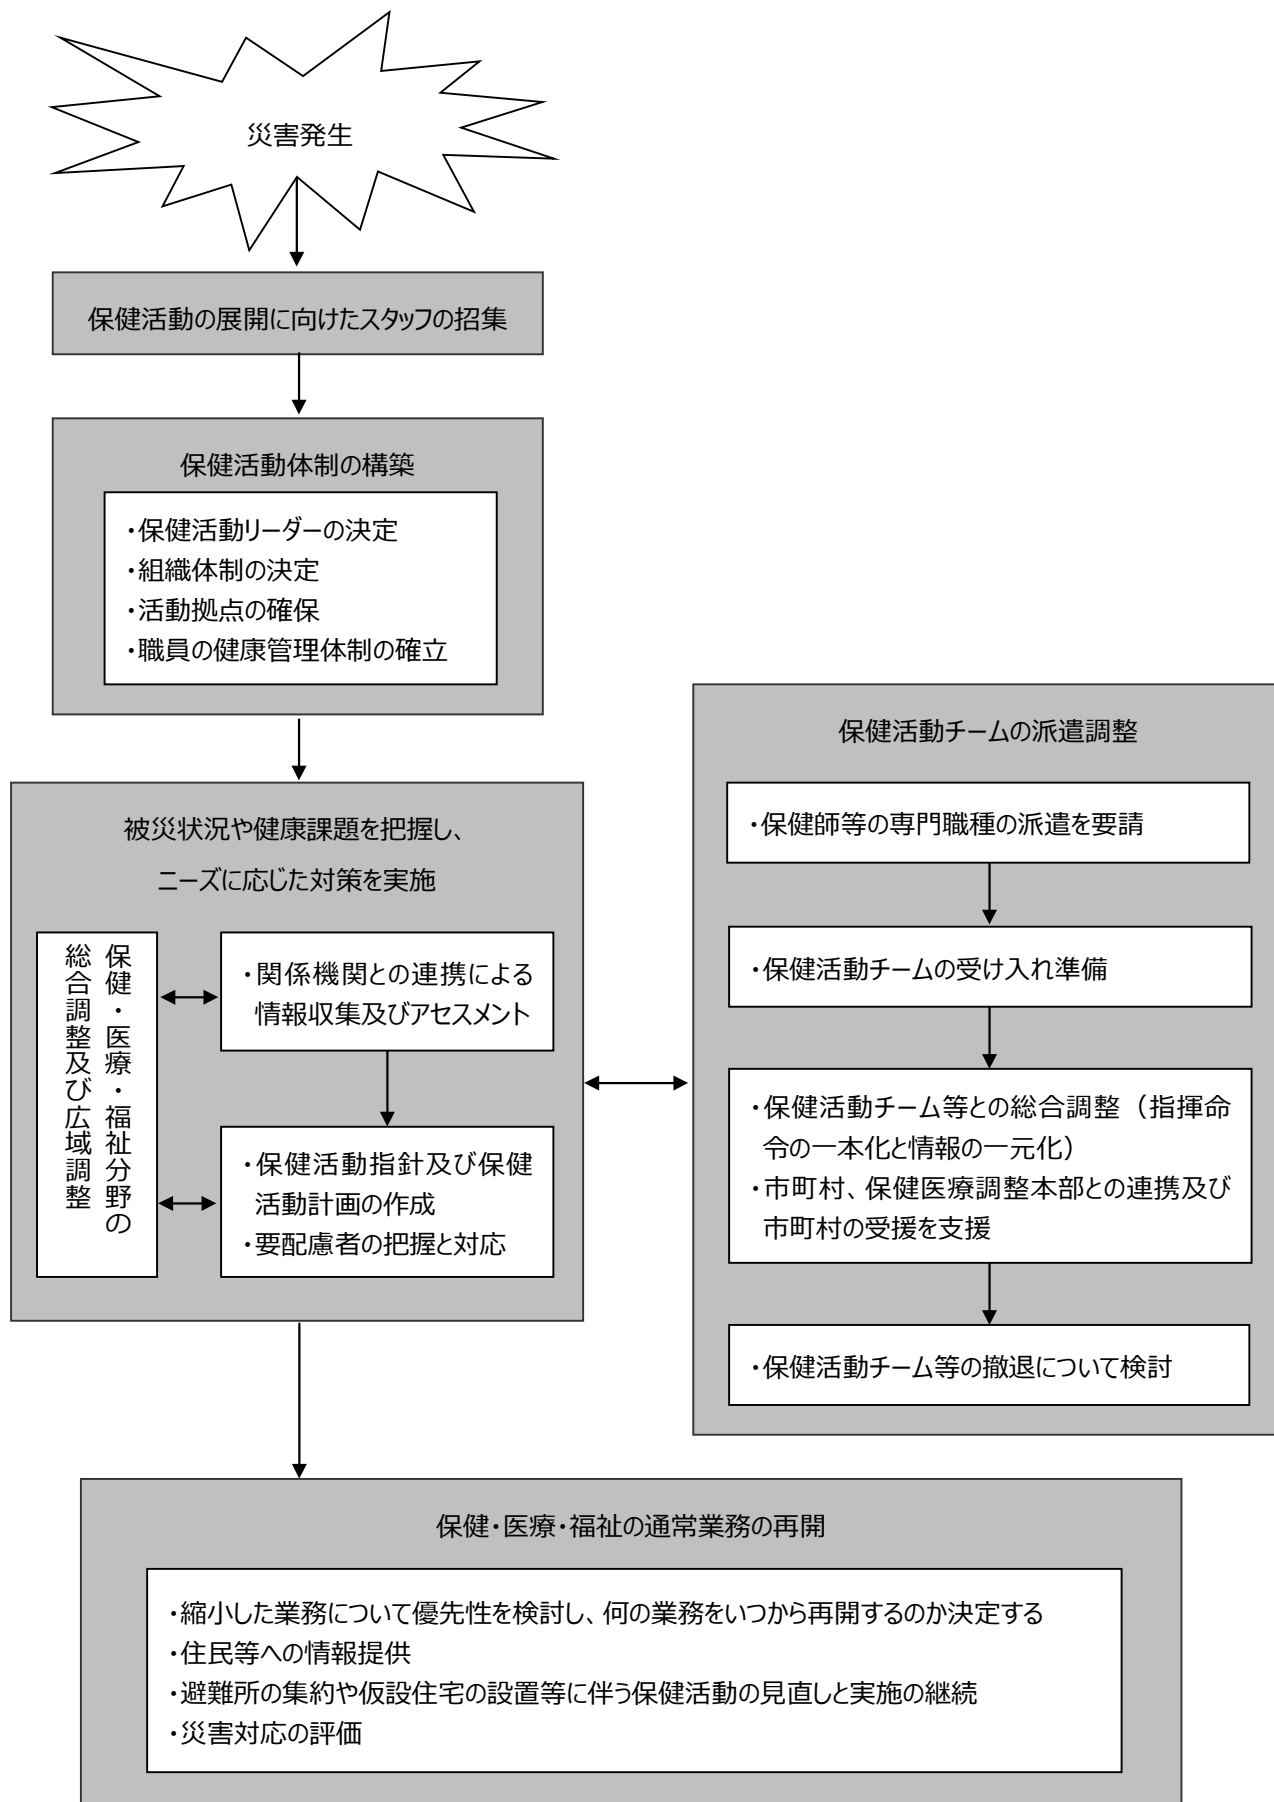 災害発生
保健活動の展開に向けたスタッフの招集
保健活動体制の構築
・保健活動リーダーの決定
・組織体制の決定
・活動拠点の確保
・職員の健康管理体制の確立
被災状況や健康課題を把握し、
ニーズに応じた対策を実施
保健・医療・福祉分野の
総合調整及び広域調整
・関係機関との連携による
情報収集及びアセスメント
・保健活動指針及び保健
活動計画の作成
・要配慮者の把握と対応
保健活動チームの派遣調整
・保健師等の専門職種の派遣を要請
・保健活動チームの受け入れ準備
・保健活動チーム等との総合調整（指揮命
令の一本化と情報の一元化）
・市町村、保健医療調整本部との連携及び
市町村の受援を支援
・保健活動チーム等の撤退について検討
保健・医療・福祉の通常業務の再開
・縮小した業務について優先性を検討し、何の業務をいつから再開するのか決定する
・住民等への情報提供
・避難所の集約や仮設住宅の設置等に伴う保健活動の見直しと実施の継続
・災害対応の評価